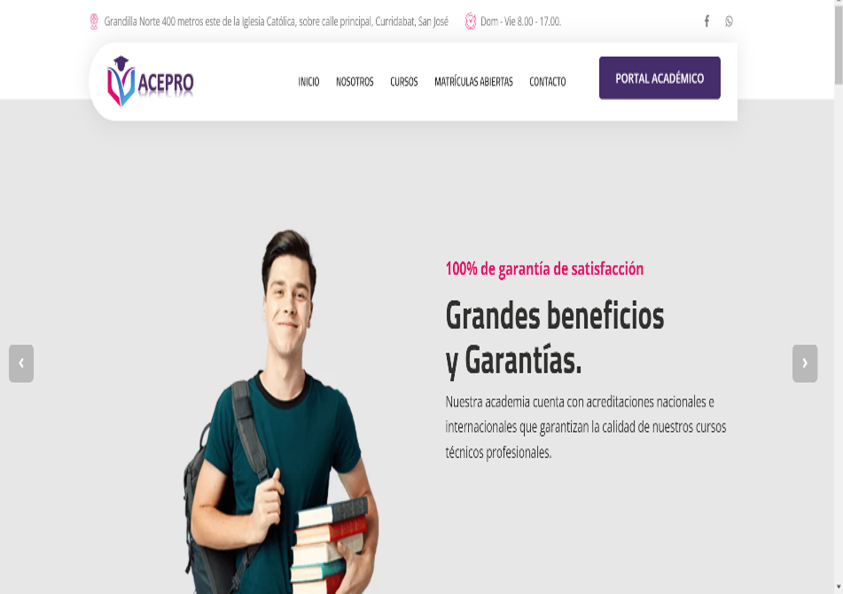 Grandilla Norte 400 metros este de la Iglesia Católica, sobre calle principal, Curridabat, San José
Dom - Vie 8.00 - 17.00.
ACEPRO
INICIO
NOSOTROS
CURSOS
MATRÍCULAS ABIERTAS
CONTACTO
PORTAL ACADÉMICO
100% de garantía de satisfacción
Grandes beneficios
y Garantías.
Nuestra academia cuenta con acreditaciones nacionales e
internacionales que garantizan la calidad de nuestros cursos
técnicos profesionales.